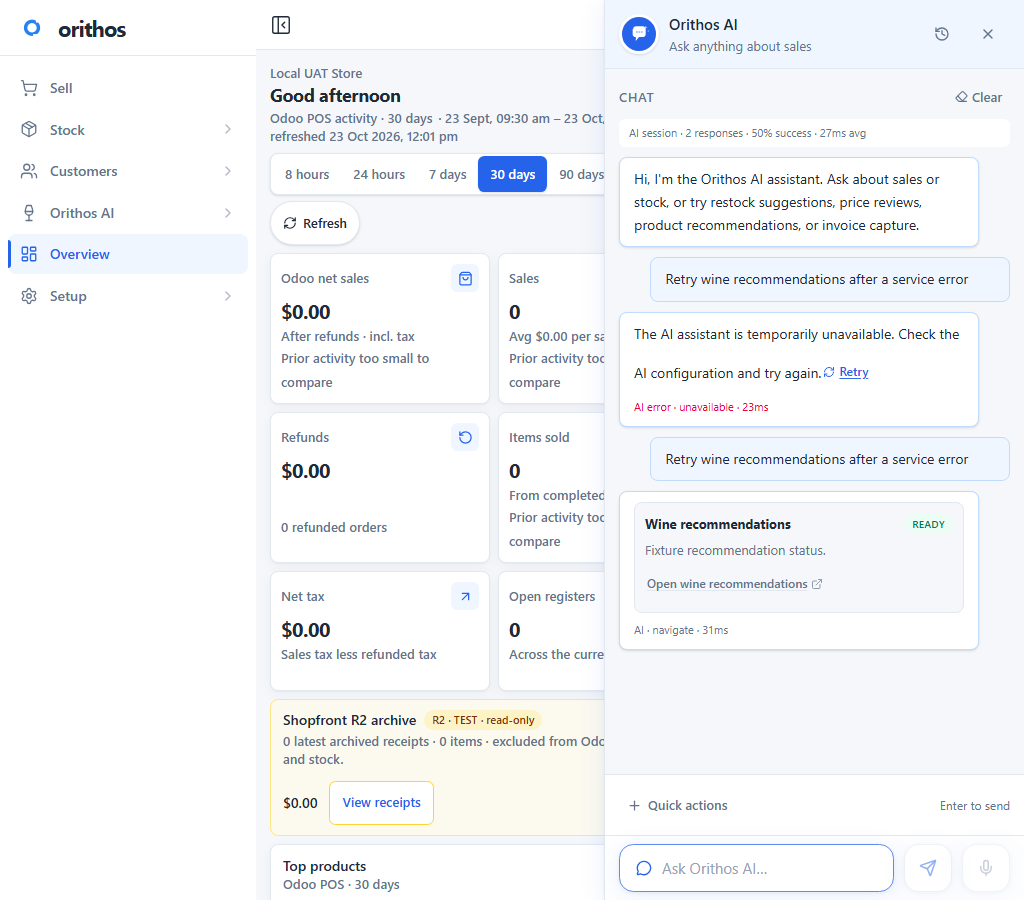 orithos
Sell
Stock
Customers
Orithos AI
Overview
Setup
Local UAT Store
Good afternoon
Odoo POS activity · 30 days · 23 Sept, 09:30 am – 23 Oct,
refreshed 23 Oct 2026, 12:01 pm
8 hours
24 hours
7 days
30 days
90 days
Refresh
Odoo net sales
$0.00
After refunds · incl. tax
Prior activity too small to
compare
Sales
0
Avg $0.00 per sa
Prior activity too
compare
Refunds
$0.00
0 refunded orders
Items sold
0
From completed
Prior activity too
compare
Net tax
$0.00
Sales tax less refunded tax
Open registers
0
Across the curre
Shopfront R2 archive
R2 · TEST · read-only
0 latest archived receipts · 0 items · excluded from Odo
and stock.
$0.00
View receipts
Top products
Odoo POS · 30 days
Orithos AI
Ask anything about sales
CHAT
Clear
AI session · 2 responses · 50% success · 27ms avg
Hi, I'm the Orithos AI assistant. Ask about sales or
stock, or try restock suggestions, price reviews,
product recommendations, or invoice capture.
Retry wine recommendations after a service error
The AI assistant is temporarily unavailable. Check the
AI configuration and try again. Retry
AI error · unavailable · 23ms
Retry wine recommendations after a service error
Wine recommendations
READY
Fixture recommendation status.
Open wine recommendations
AI · navigate · 31ms
Quick actions
Enter to send
Ask Orithos AI...